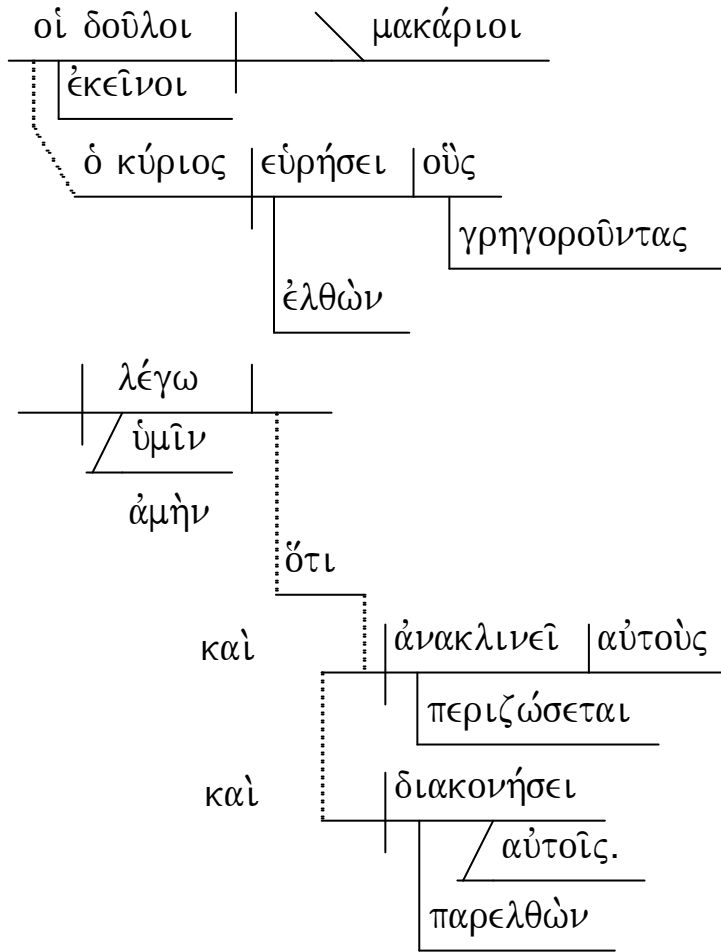 οἱ δοῦλοι μακάριοι
ἐκεῖνοι
ὁ κύριος εὑρήσει οὓς
γρηγοροῦντας
ἐλθὼν
λέγω
ὑμῖν
ἀμὴν
ὅτι
καὶ ἀνακλινεῖ αὐτοὺς
περιζώσεται
καὶ διακονήσει
αὐτοῖς.
παρελθὼν